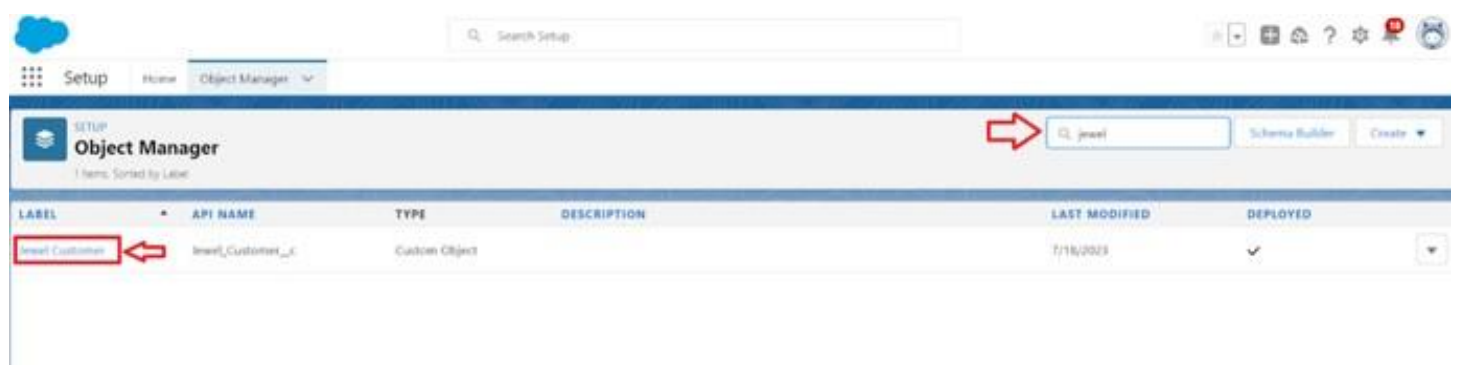 Search Setup
18
Setup Home Object Manager
SETUP
Object Manager
1 Items, Sorted by Label
jewel
Schema Builder
Create
LABEL API NAME TYPE DESCRIPTION LAST MODIFIED DEPLOYED
Jewel Customer Jewel_Customer__c Custom Object 7/18/2023